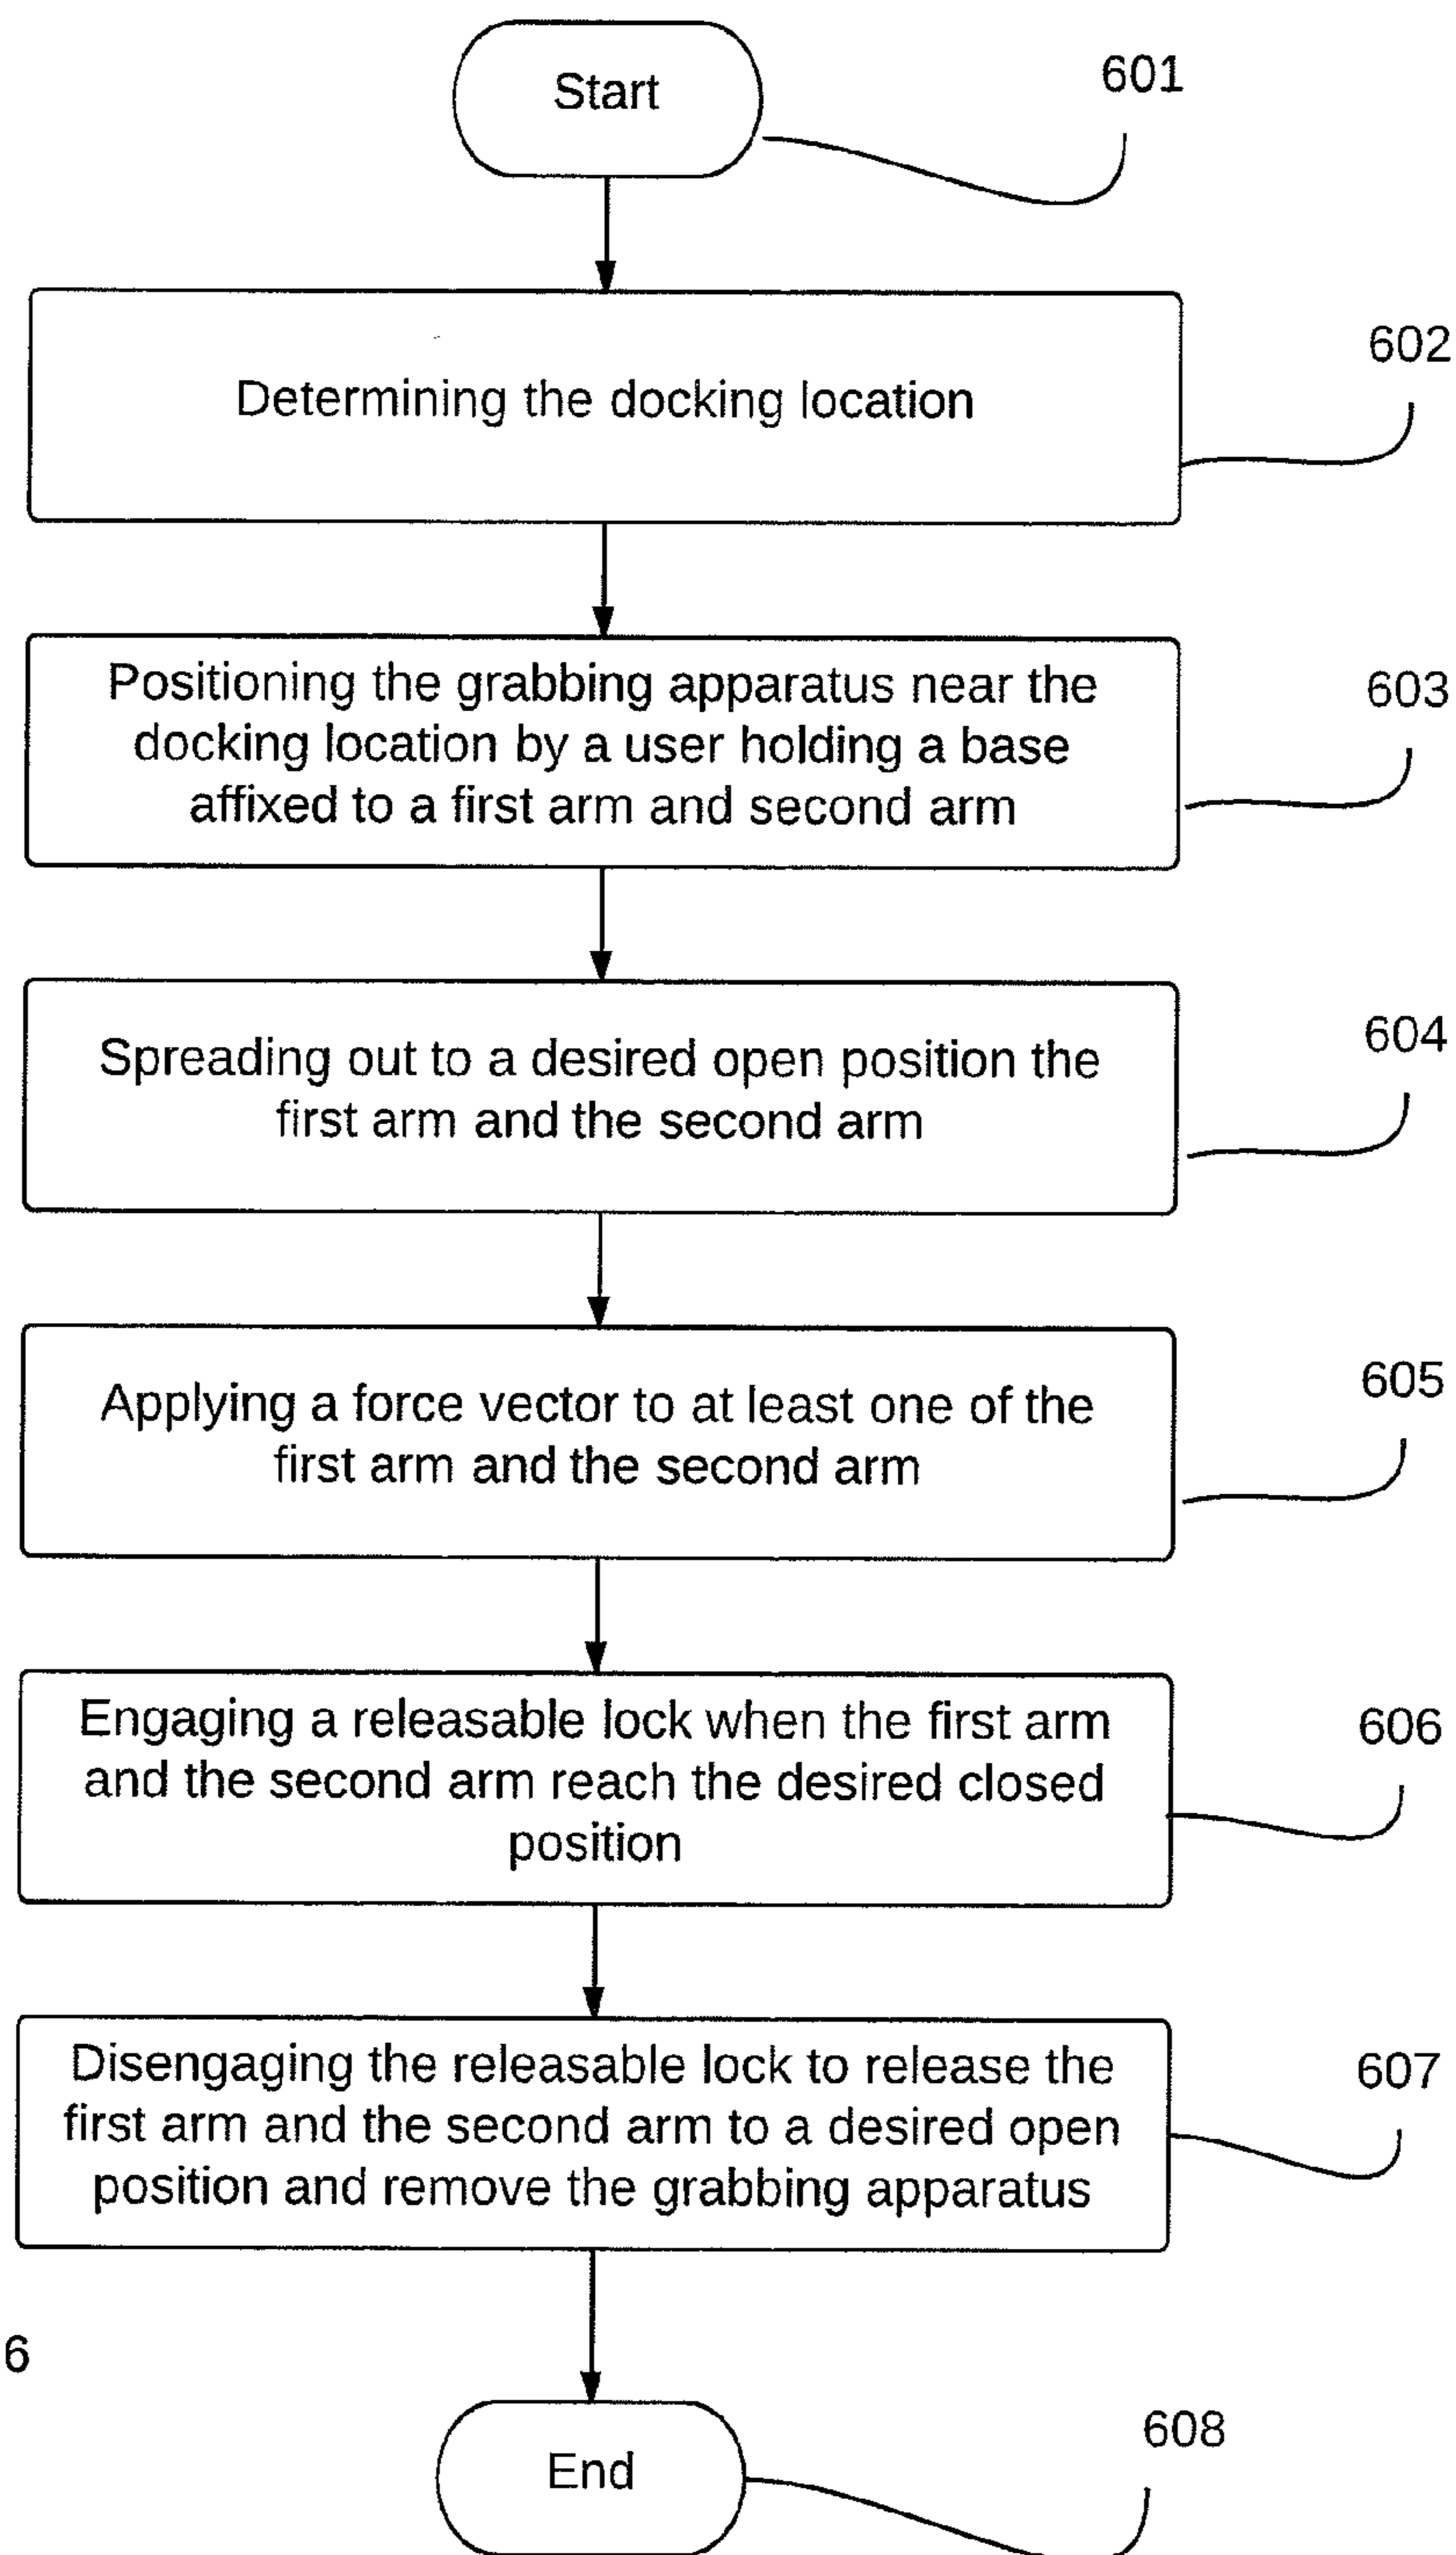 Start
601
Determining the docking location
602
Positioning the grabbing apparatus near the
docking location by a user holding a base
affixed to a first arm and second arm
603
Spreading out to a desired open position the
first arm and the second arm
604
Applying a force vector to at least one of the
first arm and the second arm
605
Engaging a releasable lock when the first arm
and the second arm reach the desired closed
position
606
Disengaging the releasable lock to release the
first arm and the second arm to a desired open
position and remove the grabbing apparatus
607
6
End
608